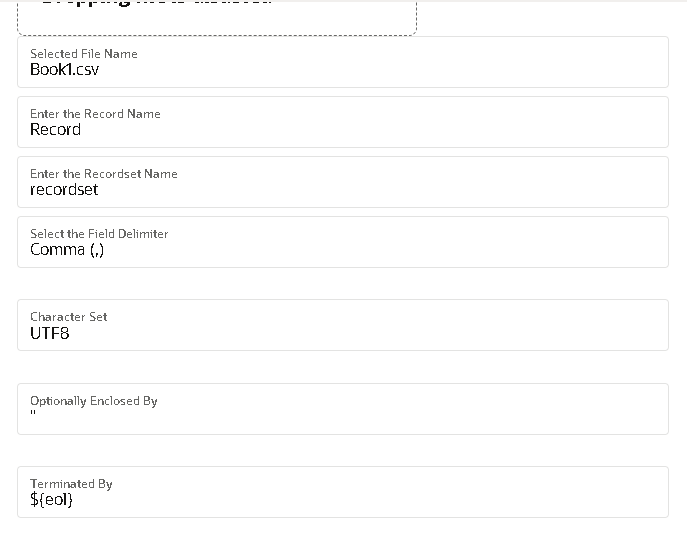 Selected File Name
Book1.csv
Enter the Record Name
Record
Enter the Recordset Name
recordset
Select the Field Delimiter
Comma (,)
Character Set
UTF8
Optionally Enclosed By
"
Terminated By
${eol}